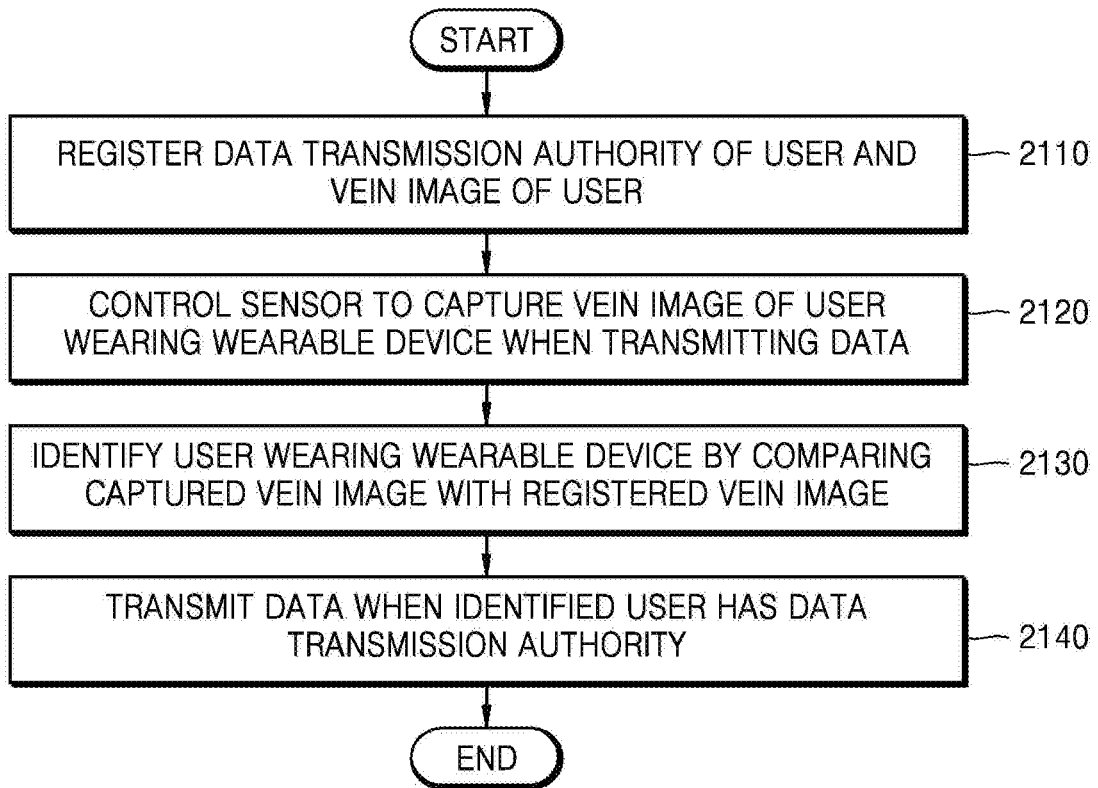 START
REGISTER DATA TRANSMISSION AUTHORITY OF USER AND
VEIN IMAGE OF USER
2110
CONTROL SENSOR TO CAPTURE VEIN IMAGE OF USER
WEARING WEARABLE DEVICE WHEN TRANSMITTING DATA
2120
IDENTIFY USER WEARING WEARABLE DEVICE BY COMPARING
CAPTURED VEIN IMAGE WITH REGISTERED VEIN IMAGE
2130
TRANSMIT DATA WHEN IDENTIFIED USER HAS DATA
TRANSMISSION AUTHORITY
2140
END